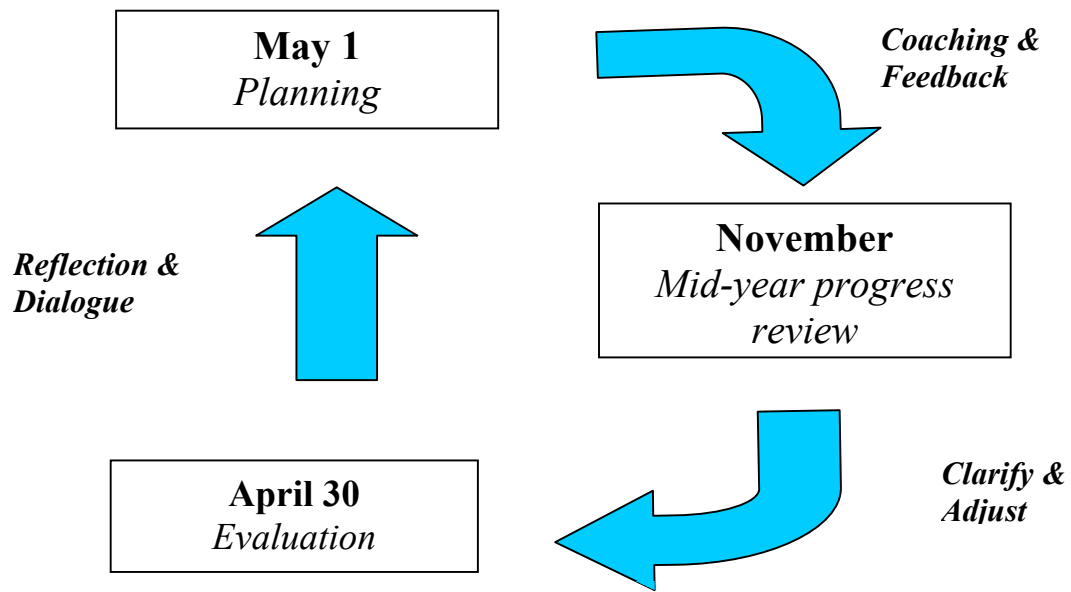 May 1
Planning
Coaching &
Feedback
November
Mid-year progress
review
Clarify &
Adjust
April 30
Evaluation
Reflection &
Dialogue